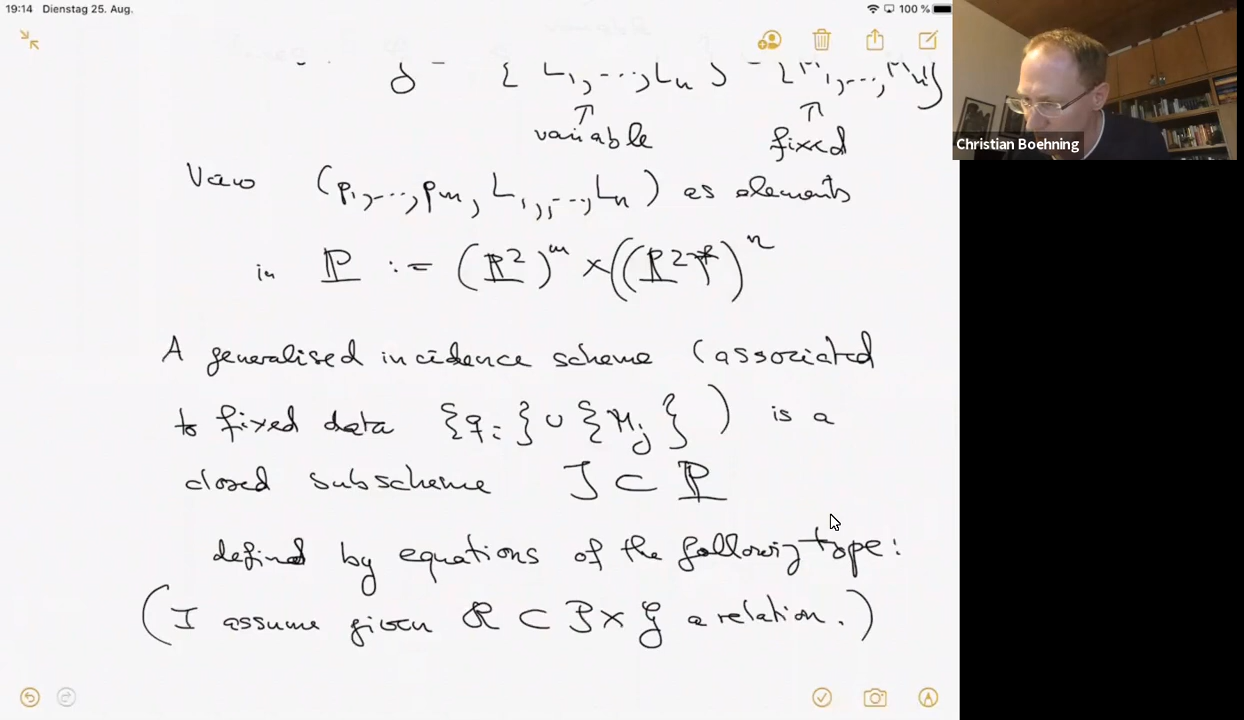 19:14 Dienstag 25. Aug. 100 %
{ L₁,...,Lₙ }
variable fixed
Christian Boehning
View (p₁,...,pₘ, L₁,...,Lₙ) as elements
in ℙ := (ℙ²)ᵐ × ((ℙ²)*)ⁿ
A generalised incidence scheme (associated
to fixed data {qᵢ} ∪ {Mⱼ}) is a
closed subscheme J ⊂ ℙ
defined by equations of the following type:
(I assume given R ⊂ P × G a relation.)